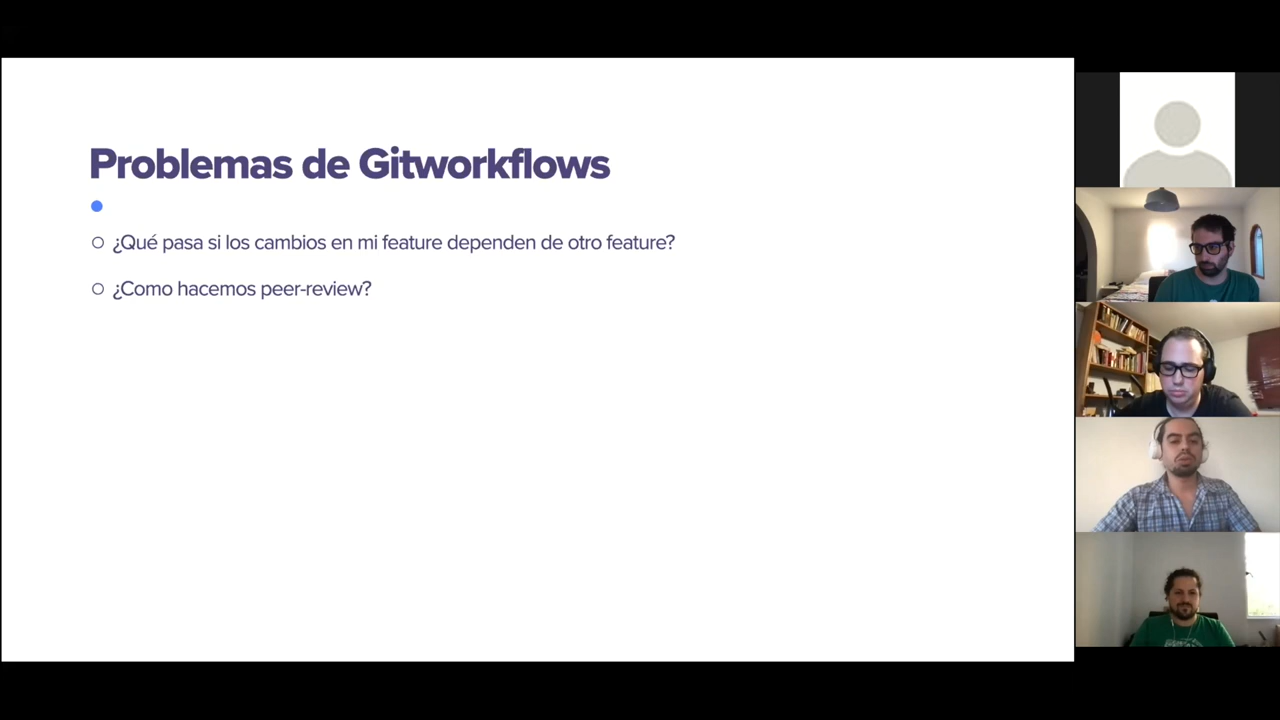 Problemas de Gitworkflows
¿Qué pasa si los cambios en mi feature dependen de otro feature?
¿Como hacemos peer-review?